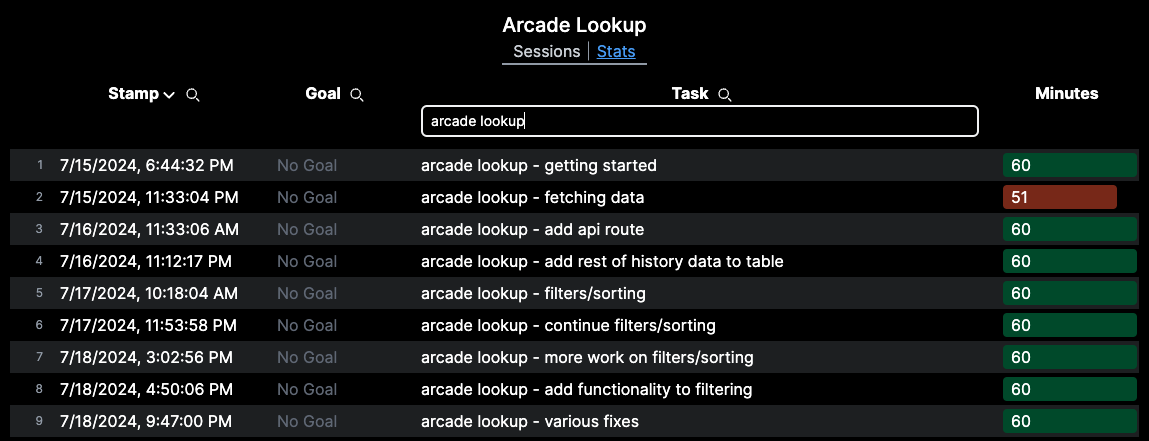 Arcade Lookup
Sessions Stats
Stamp Goal Task Minutes
arcade lookup
1 7/15/2024, 6:44:32 PM No Goal arcade lookup - getting started 60
2 7/15/2024, 11:33:04 PM No Goal arcade lookup - fetching data 51
3 7/16/2024, 11:33:06 AM No Goal arcade lookup - add api route 60
4 7/16/2024, 11:12:17 PM No Goal arcade lookup - add rest of history data to table 60
5 7/17/2024, 10:18:04 AM No Goal arcade lookup - filters/sorting 60
6 7/17/2024, 11:53:58 PM No Goal arcade lookup - continue filters/sorting 60
7 7/18/2024, 3:02:56 PM No Goal arcade lookup - more work on filters/sorting 60
8 7/18/2024, 4:50:06 PM No Goal arcade lookup - add functionality to filtering 60
9 7/18/2024, 9:47:00 PM No Goal arcade lookup - various fixes 60